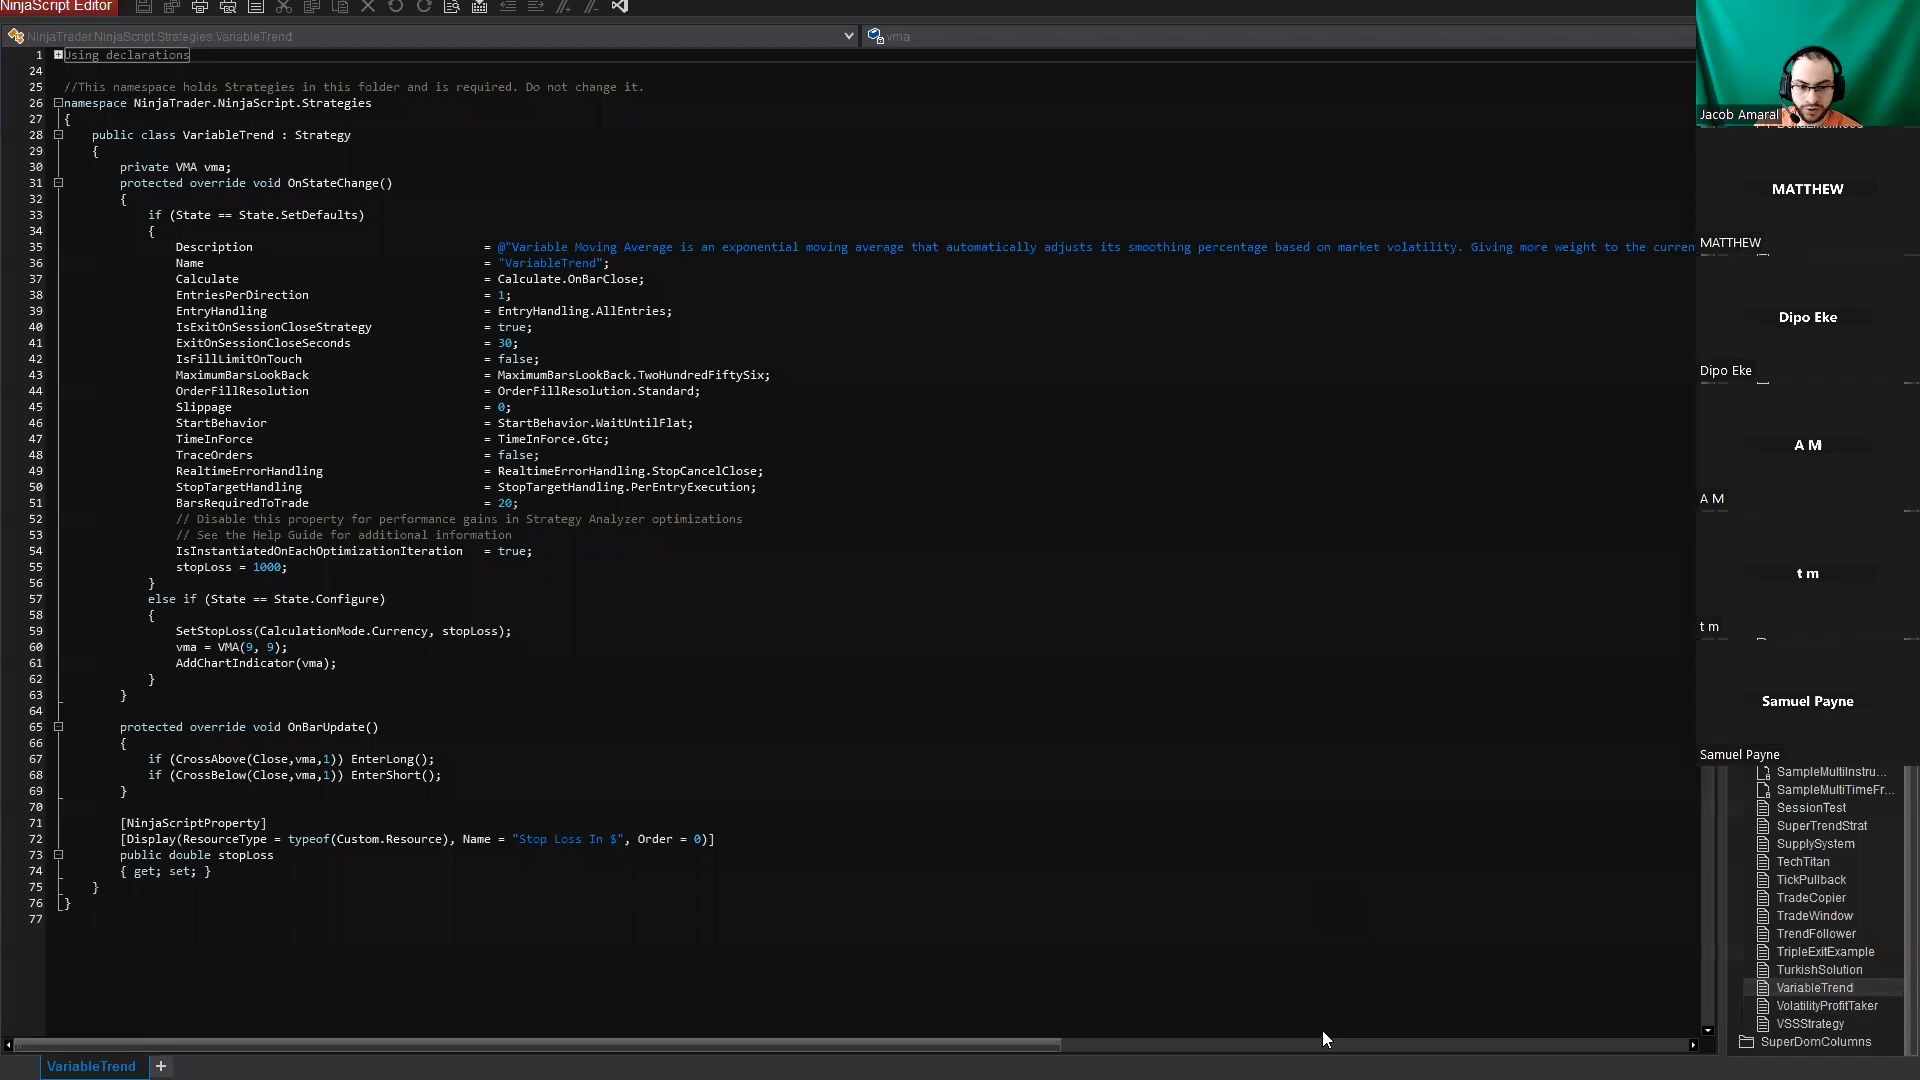 NinjaScript Editor
NinjaTrader.NinjaScript.Strategies.VariableTrend
vma
1 Using declarations
24
25 //This namespace holds Strategies in this folder and is required. Do not change it.
26 namespace NinjaTrader.NinjaScript.Strategies
27 {
28 public class VariableTrend : Strategy
29 {
30 private VMA vma;
31 protected override void OnStateChange()
32 {
33 if (State == State.SetDefaults)
34 {
35 Description = @"Variable Moving Average is an exponential moving average that automatically adjusts its smoothing percentage based on market volatility. Giving more weight to the curren
36 Name = "VariableTrend";
37 Calculate = Calculate.OnBarClose;
38 EntriesPerDirection = 1;
39 EntryHandling = EntryHandling.AllEntries;
40 IsExitOnSessionCloseStrategy = true;
41 ExitOnSessionCloseSeconds = 30;
42 IsFillLimitOnTouch = false;
43 MaximumBarsLookBack = MaximumBarsLookBack.TwoHundredFiftySix;
44 OrderFillResolution = OrderFillResolution.Standard;
45 Slippage = 0;
46 StartBehavior = StartBehavior.WaitUntilFlat;
47 TimeInForce = TimeInForce.Gtc;
48 TraceOrders = false;
49 RealtimeErrorHandling = RealtimeErrorHandling.StopCancelClose;
50 StopTargetHandling = StopTargetHandling.PerEntryExecution;
51 BarsRequiredToTrade = 20;
52 // Disable this property for performance gains in Strategy Analyzer optimizations
53 // See the Help Guide for additional information
54 IsInstantiatedOnEachOptimizationIteration = true;
55 stopLoss = 1000;
56 }
57 else if (State == State.Configure)
58 {
59 SetStopLoss(CalculationMode.Currency, stopLoss);
60 vma = VMA(9, 9);
61 AddChartIndicator(vma);
62 }
63 }
64
65 protected override void OnBarUpdate()
66 {
67 if (CrossAbove(Close,vma,1)) EnterLong();
68 if (CrossBelow(Close,vma,1)) EnterShort();
69 }
70
71 [NinjaScriptProperty]
72 [Display(ResourceType = typeof(Custom.Resource), Name = "Stop Loss In $", Order = 0)]
73 public double stopLoss
74 { get; set; }
75 }
76 }
77
VariableTrend
+
Jacob Amaral
MATTHEW
MATTHEW
Dipo Eke
Dipo Eke
A M
A M
t m
t m
Samuel Payne
Samuel Payne
SampleMultiInstru...
SampleMultiTimeFr...
SessionTest
SuperTrendStrat
SupplySystem
TechTitan
TickPullback
TradeCopier
TradeWindow
TrendFollower
TripleExitExample
TurkishSolution
VariableTrend
VolatilityProfitTaker
VSSStrategy
SuperDomColumns